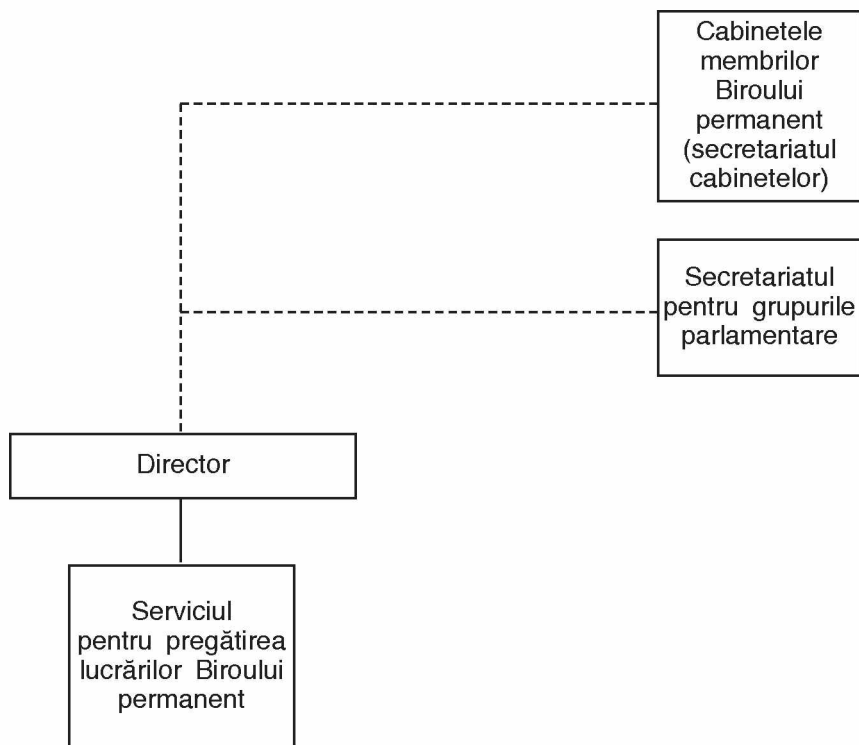 Cabinetele
membrilor
Biroului
permanent
(secretariatul
cabinetelor)
Secretariatul
pentru grupurile
parlamentare
Director
Serviciul
pentru pregătirea
lucrărilor Biroului
permanent